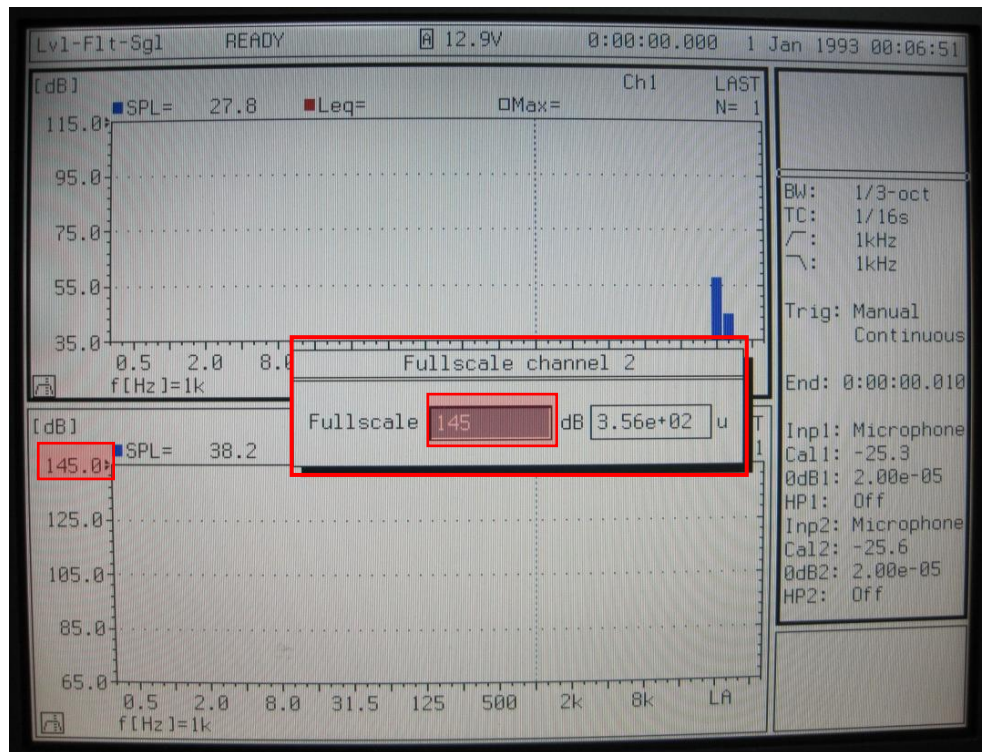 Lvl-Flt-Sgl READY A 12.9V 0:00:00.000 1 Jan 1993 00:06:51
[dB] Ch1 LAST
SPL= 27.8 Leq= Max= N= 1
115.0
95.0
75.0
55.0
35.0
0.5 2.0 8.0
f[Hz]=1k
Fullscale channel 2
Fullscale 145 dB 3.56e+02 u
[dB] T
SPL= 38.2 1
145.0
125.0
105.0
85.0
65.0
0.5 2.0 8.0 31.5 125 500 2k 8k LA
f[Hz]=1k
BW: 1/3-oct
TC: 1/16s
: 1kHz
: 1kHz
Trig: Manual
Continuous
End: 0:00:00.010
Inp1: Microphone
Cal1: -25.3
0dB1: 2.00e-05
HP1: Off
Inp2: Microphone
Cal2: -25.6
0dB2: 2.00e-05
HP2: Off